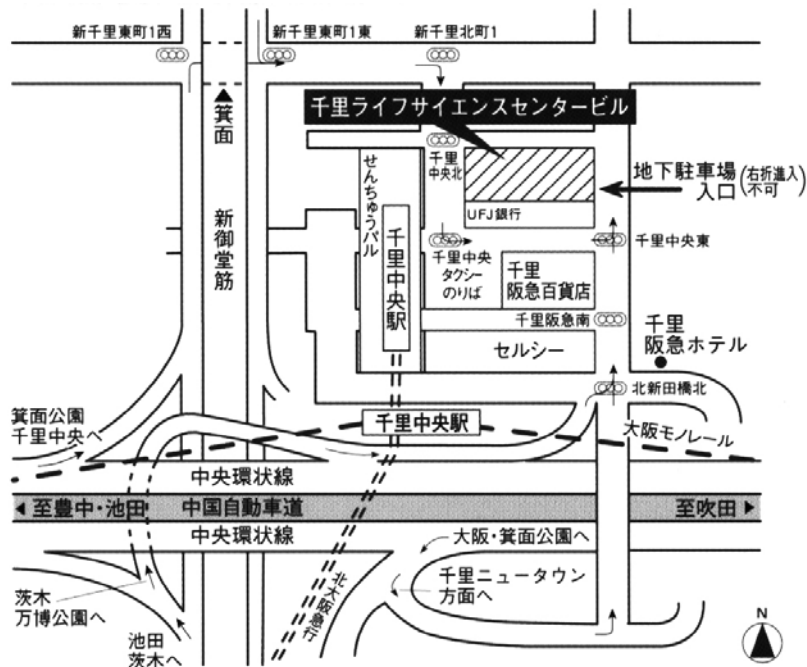 新千里東町1西
新千里東町1東
新千里北町1
千里ライフサイエンスセンタービル
▲箕面
新御堂筋
せんちゅうパル
千里
中央北
UFJ銀行
地下駐車場
入口
(右折進入
不可)
千里中央駅
千里中央
タクシー
のりば
千里
阪急百貨店
千里中央東
千里阪急南
セルシー
千里
阪急ホテル
北新田橋北
箕面公園
千里中央へ
千里中央駅
大阪モノレール
中央環状線
◀至豊中・池田
中国自動車道
至吹田▶
中央環状線
大阪・箕面公園へ
千里ニュータウン
方面へ
北大阪急行
茨木
万博公園へ
池田
茨木へ
N